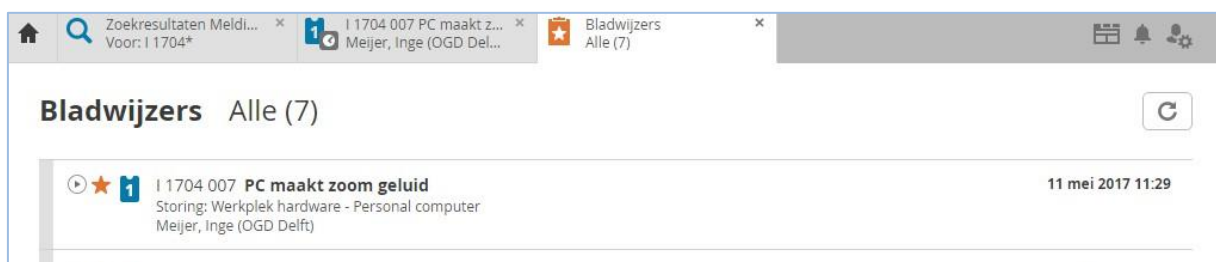 Zoekresultaten Meldi...
Voor: I 1704*
I 1704 007 PC maakt z...
Meijer, Inge (OGD Del...
Bladwijzers
Alle (7)
Bladwijzers Alle (7)
1
I 1704 007 PC maakt zoom geluid
11 mei 2017 11:29
Storing: Werkplek hardware - Personal computer
Meijer, Inge (OGD Delft)